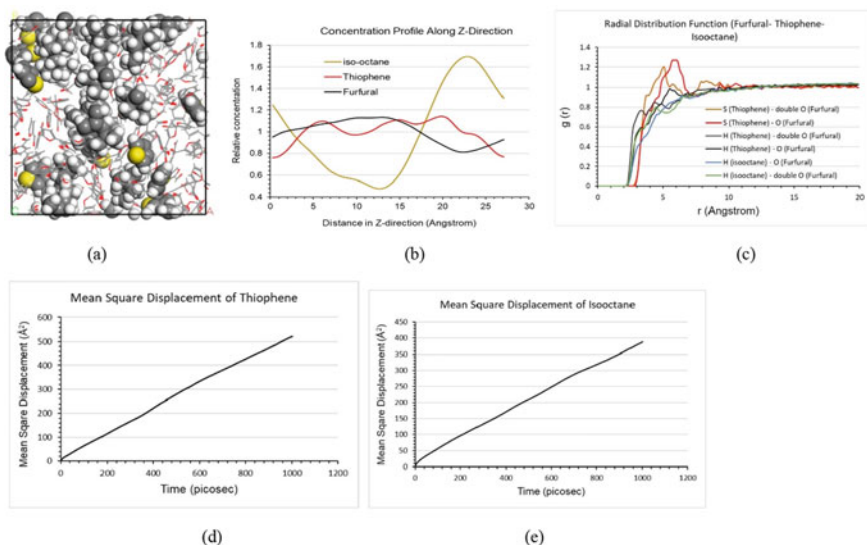 Concentration Profile Along Z-Direction
1.8
1.6
1.4
1.2
1
0.8
0.6
0.4
Relative concentration
iso-octane
Thiophene
Furfural
0 5 10 15 20 25 30
Distance in Z-direction (Angstrom)
Radial Distribution Function (Furfural- Thiophene-
Isooctane)
1.4
1.2
1
0.8
0.6
0.4
0.2
0
g (r)
S (Thiophene) - double O (Furfural)
S (Thiophene) - O (Furfural)
H (Thiophene) - double O (Furfural)
H (Thiophene) - O (Furfural)
H (isooctane) - O (Furfural)
H (isooctane) - double O (Furfural)
0 5 10 15 20
r (Angstrom)
(a)
(b)
(c)
Mean Square Displacement of Thiophene
600
500
400
300
200
100
0
Mean Sqare Displacement (Å²)
0 200 400 600 800 1000 1200
Time (picosec)
Mean Square Displacement of Isooctane
450
400
350
300
250
200
150
100
50
0
Mean Square Displacement (Å²)
0 200 400 600 800 1000 1200
Time (picosec)
(d)
(e)